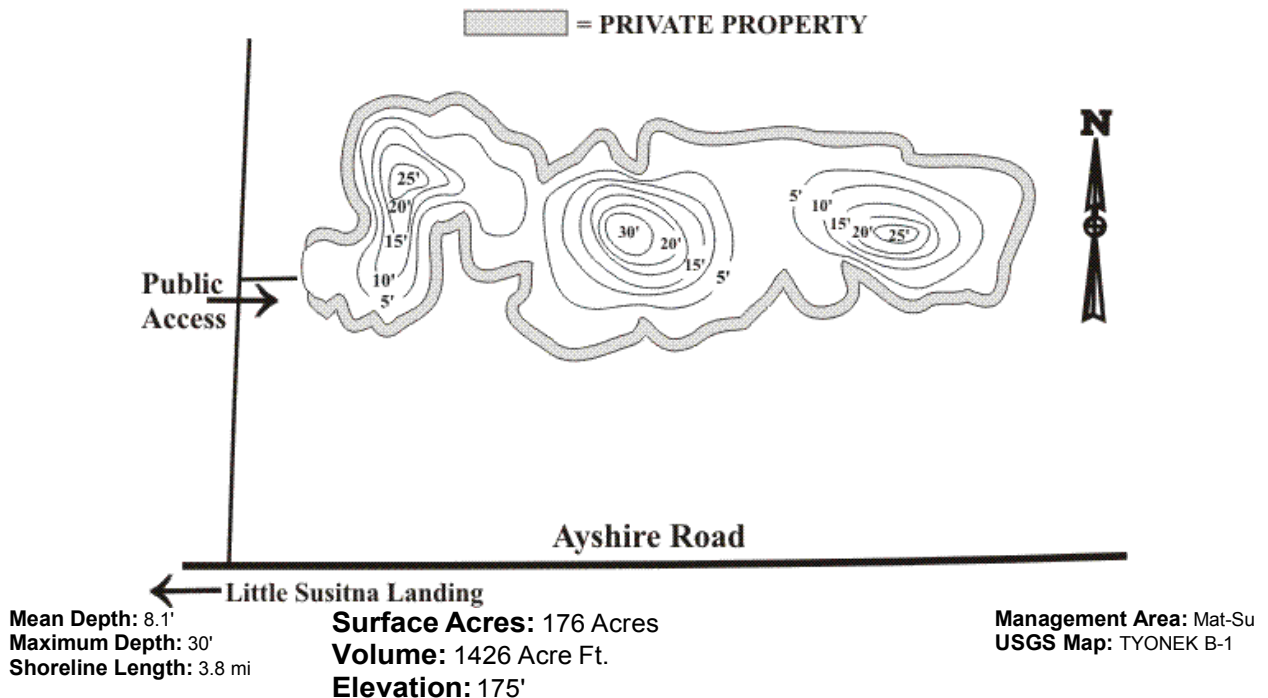 = PRIVATE PROPERTY
N
25'
20'
15'
10'
5'
30'
20'
15'
5'
5'
10'
15'
20'
25'
Public
Access
Ayshire Road
Little Susitna Landing
Mean Depth: 8.1'
Maximum Depth: 30'
Shoreline Length: 3.8 mi
Surface Acres: 176 Acres
Volume: 1426 Acre Ft.
Elevation: 175'
Management Area: Mat-Su
USGS Map: TYONEK B-1